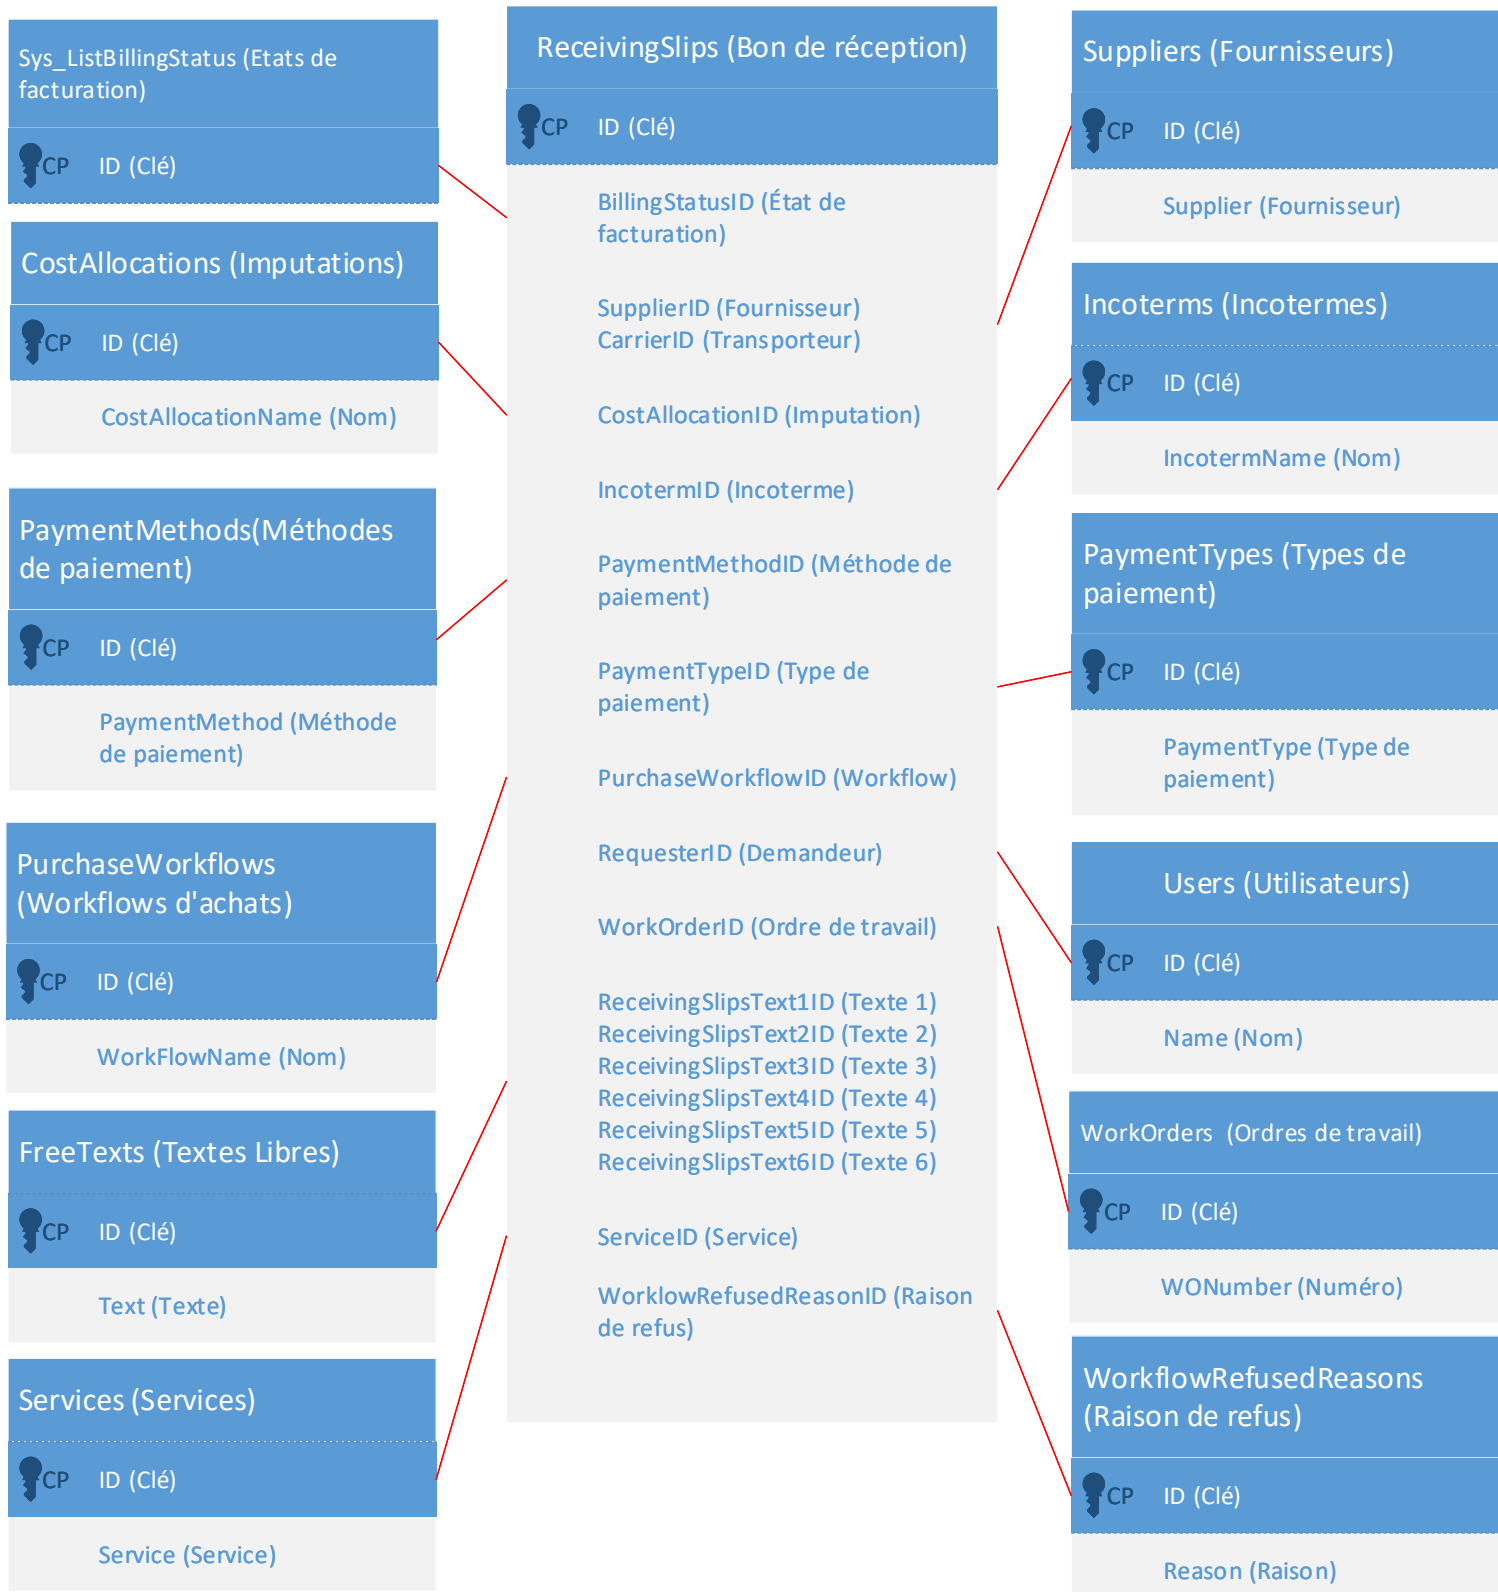 Sys_ListBillingStatus (Etats de
facturation)
CP ID (Clé)
CostAllocations (Imputations)
CP ID (Clé)
CostAllocationName (Nom)
PaymentMethods(Méthodes
de paiement)
CP ID (Clé)
PaymentMethod (Méthode
de paiement)
PurchaseWorkflows
(Workflows d'achats)
CP ID (Clé)
WorkFlowName (Nom)
FreeTexts (Textes Libres)
CP ID (Clé)
Text (Texte)
Services (Services)
CP ID (Clé)
Service (Service)
ReceivingSlips (Bon de réception)
CP ID (Clé)
BillingStatusID (État de
facturation)
SupplierID (Fournisseur)
CarrierID (Transporteur)
CostAllocationID (Imputation)
IncotermID (Incoterme)
PaymentMethodID (Méthode de
paiement)
PaymentTypeID (Type de
paiement)
PurchaseWorkflowID (Workflow)
RequesterID (Demandeur)
WorkOrderID (Ordre de travail)
ReceivingSlipsText1ID (Texte 1)
ReceivingSlipsText2ID (Texte 2)
ReceivingSlipsText3ID (Texte 3)
ReceivingSlipsText4ID (Texte 4)
ReceivingSlipsText5ID (Texte 5)
ReceivingSlipsText6ID (Texte 6)
ServiceID (Service)
WorklowRefusedReasonID (Raison
de refus)
Suppliers (Fournisseurs)
CP ID (Clé)
Supplier (Fournisseur)
Incoterms (Incotermes)
CP ID (Clé)
IncotermName (Nom)
PaymentTypes (Types de
paiement)
CP ID (Clé)
PaymentType (Type de
paiement)
Users (Utilisateurs)
CP ID (Clé)
Name (Nom)
WorkOrders (Ordres de travail)
CP ID (Clé)
WONumber (Numéro)
WorkflowRefusedReasons
(Raison de refus)
CP ID (Clé)
Reason (Raison)